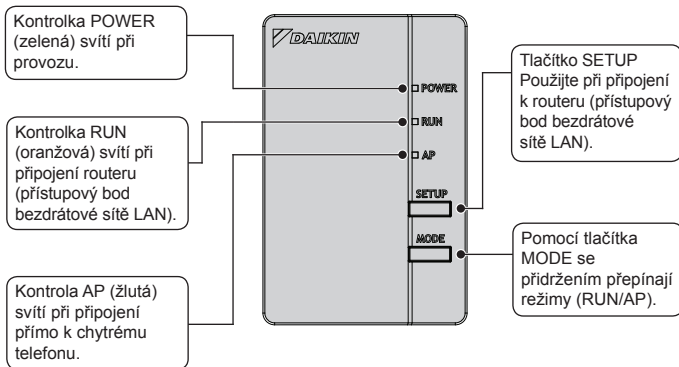 Kontrolka POWER
(zelená) svítí při
provozu.
Kontrolka RUN
(oranžová) svítí při
připojení routeru
(přístupový bod
bezdrátové sítě LAN).
Kontrola AP (žlutá)
svítí při připojení
přímo k chytrému
telefonu.
DAIKIN
POWER
RUN
AP
SETUP
MODE
Tlačítko SETUP
Použijte při připojení
k routeru (přístupový
bod bezdrátové
sítě LAN).
Pomocí tlačítka
MODE se
přidržením přepínají
režimy (RUN/AP).